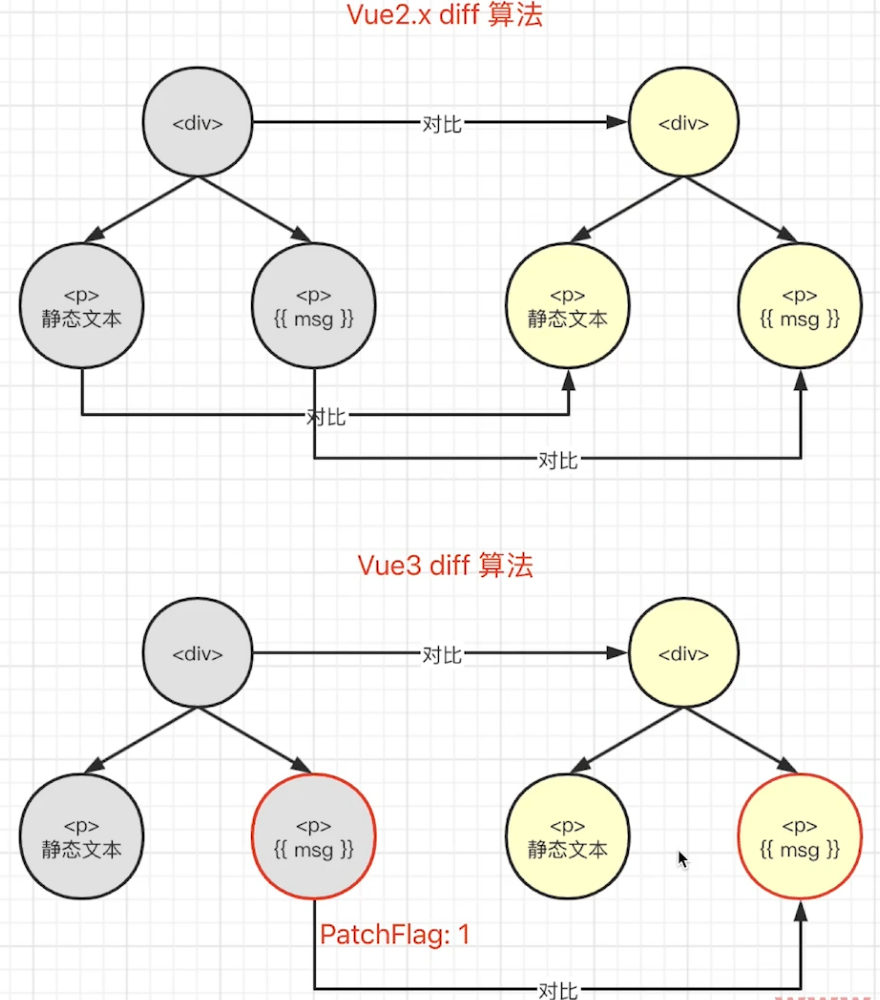 Vue2.x diff 算法
<div>
对比
<div>
<p>
静态文本
<p>
{{ msg }}
<p>
静态文本
<p>
{{ msg }}
对比
对比
Vue3 diff 算法
<div>
对比
<div>
<p>
静态文本
<p>
{{ msg }}
<p>
静态文本
<p>
{{ msg }}
PatchFlag: 1
对比